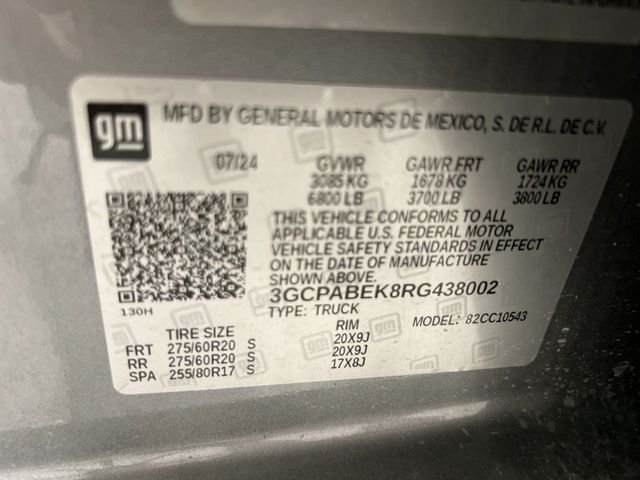 gm
MFD BY GENERAL MOTORS DE MEXICO, S. DE R.L. DE C.V.
07/24 GVWR GAWR FRT GAWR RR
3085 KG 1678 KG 1724 KG
6800 LB 3700 LB 3800 LB
THIS VEHICLE CONFORMS TO ALL
APPLICABLE U.S. FEDERAL MOTOR
VEHICLE SAFETY STANDARDS IN EFFECT
ON THE DATE OF MANUFACTURE
SHOWN ABOVE.
3GCPABEK8RG438002
130H
TYPE: TRUCK MODEL: 82CC10543
TIRE SIZE RIM
FRT 275/60R20 S 20X9J
RR 275/60R20 S 20X9J
SPA 255/80R17 S 17X8J